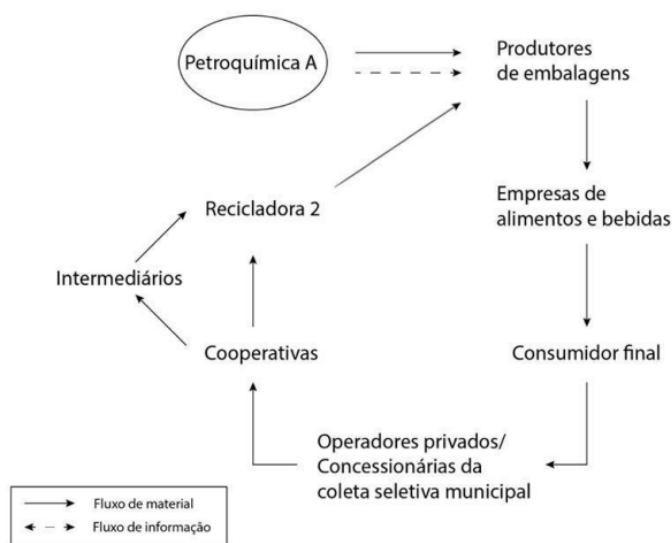 Petroquímica A
Produtores
de embalagens
Empresas de
alimentos e bebidas
Recicladora 2
Intermediários
Cooperativas
Consumidor final
Operadores privados/
Concessionárias da
coleta seletiva municipal
Fluxo de material
Fluxo de informação